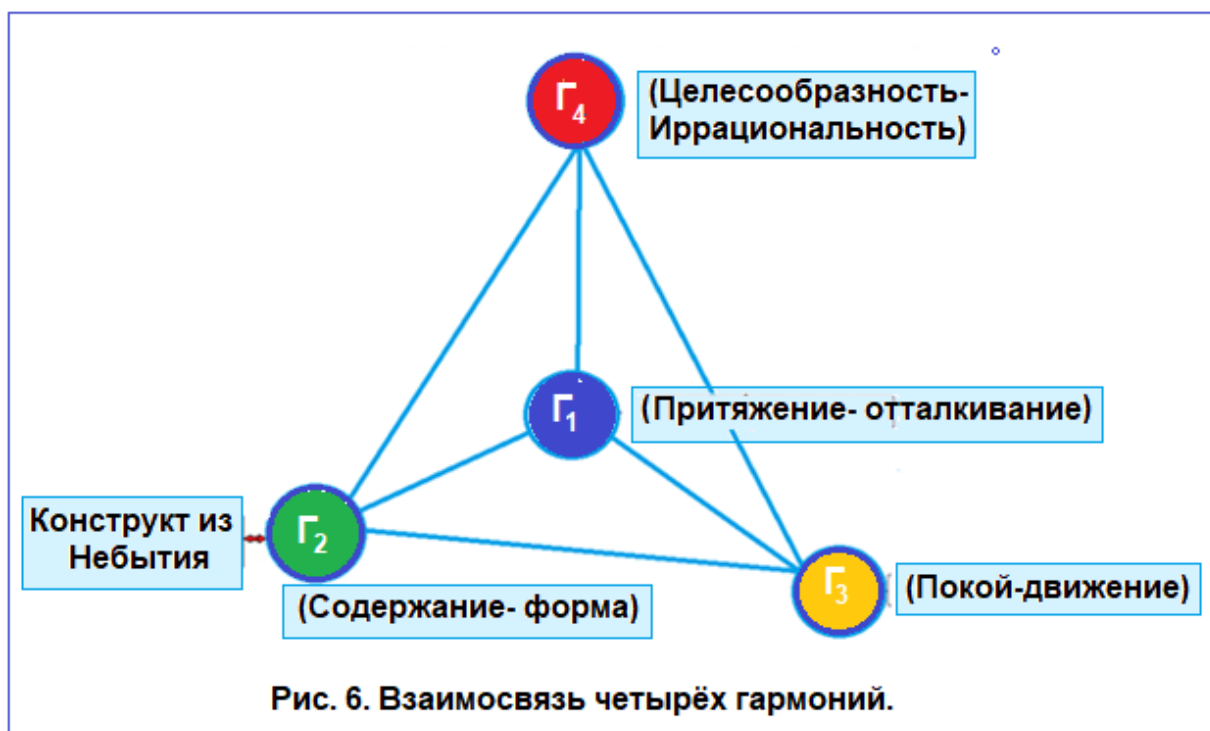 Г4
(Целесообразность-
Иррациональность)
Г1
(Притяжение- отталкивание)
Конструкт из
Небытия
Г2
(Содержание- форма)
Г3
(Покой-движение)
Рис. 6. Взаимосвязь четырёх гармоний.